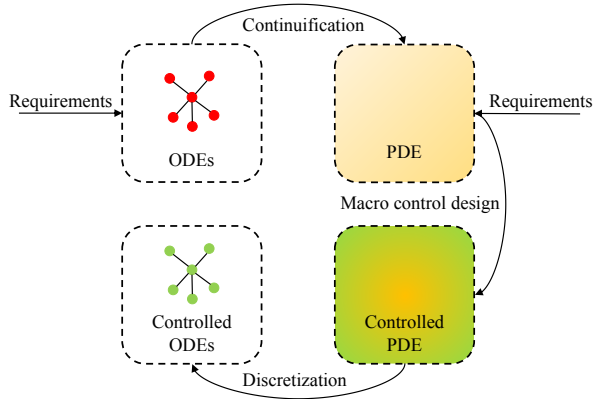 Continuification
Requirements
Requirements
ODEs
PDE
Macro control design
Controlled
ODEs
Controlled
PDE
Discretization